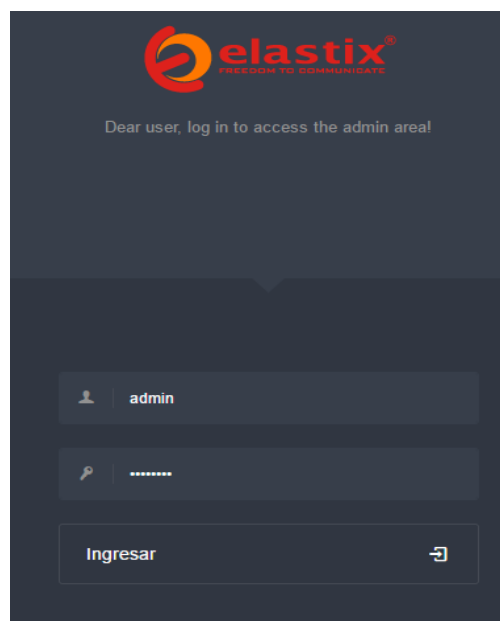 elastix®
FREEDOM TO COMMUNICATE
Dear user, log in to access the admin area!
admin
••••••••
Ingresar